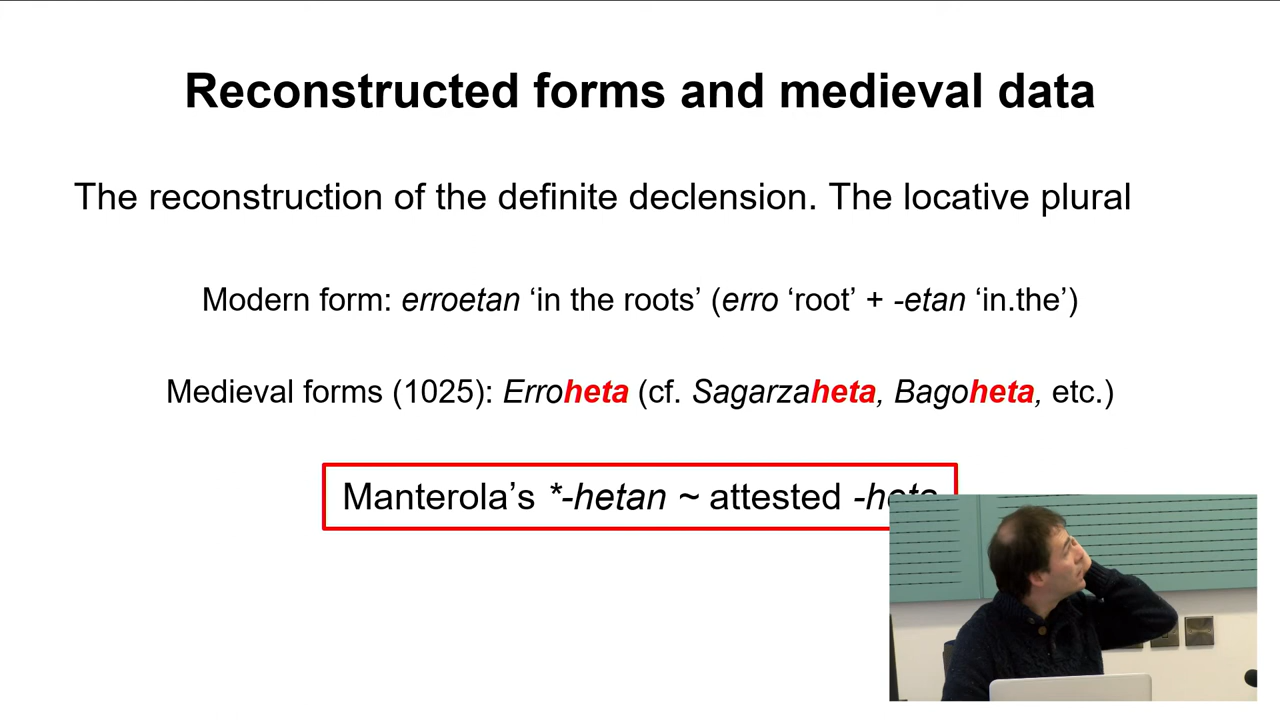 Reconstructed forms and medieval data
The reconstruction of the definite declension. The locative plural
Modern form: erroetan ‘in the roots’ (erro ‘root’ + -etan ‘in.the’)
Medieval forms (1025): Erroheta (cf. Sagarzaheta, Bagoheta, etc.)
Manterola’s *-hetan ~ attested -heta